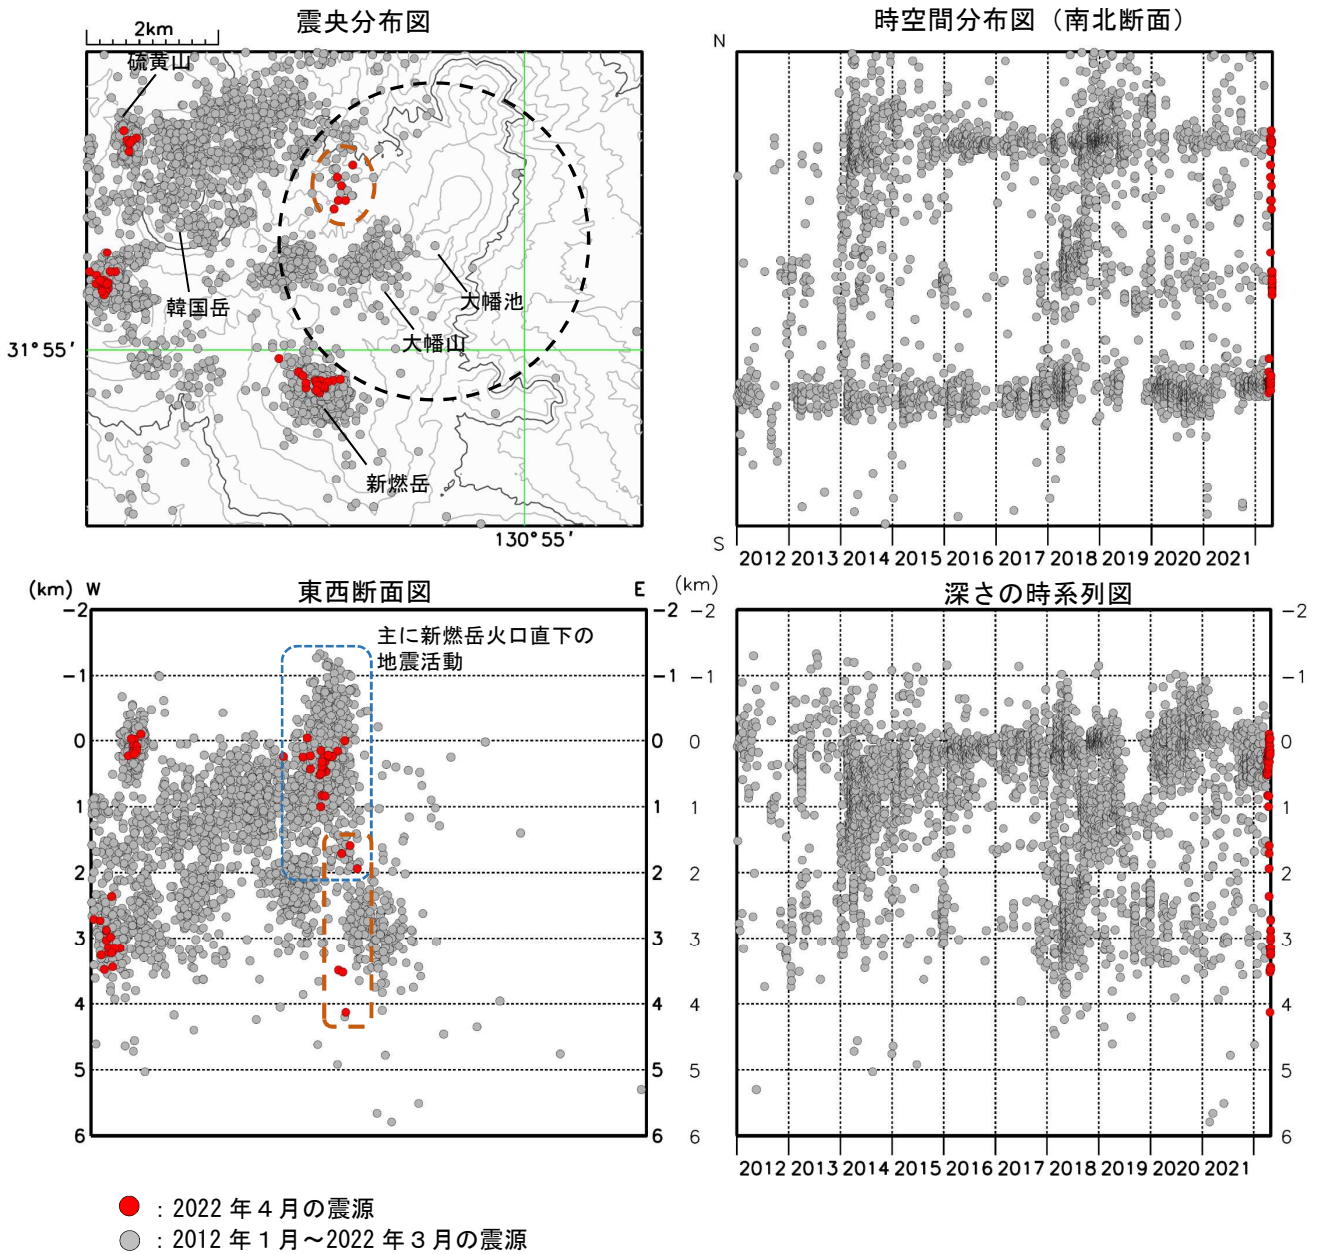 震央分布図
2km
硫黄山
韓国岳
大幡池
大幡山
新燃岳
31°55′
130°55′
時空間分布図（南北断面）
N
S
2012 2013 2014 2015 2016 2017 2018 2019 2020 2021
東西断面図
(km) W
E
主に新燃岳火口直下の
地震活動
-2 -2
-1 -1
0 0
1 1
2 2
3 3
4 4
5 5
6 6
深さの時系列図
(km)
-2 -2
-1 -1
0 0
1 1
2 2
3 3
4 4
5 5
6 6
2012 2013 2014 2015 2016 2017 2018 2019 2020 2021
：2022 年４月の震源
：2012 年１月～2022 年３月の震源